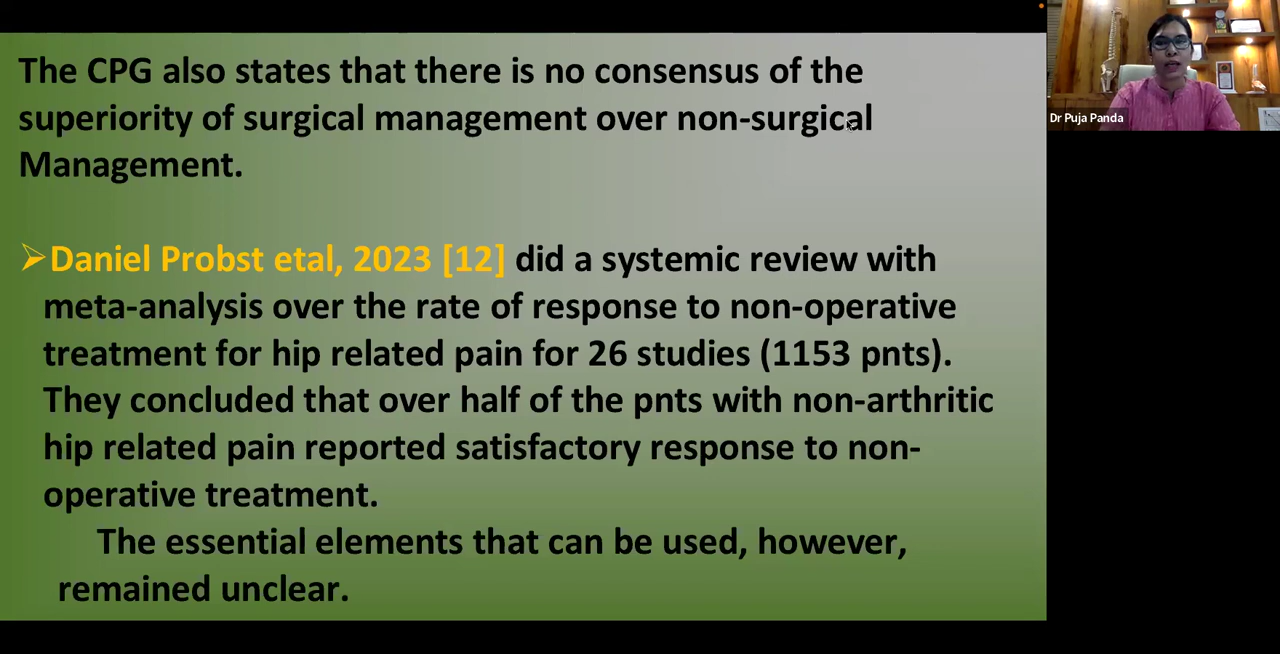 The CPG also states that there is no consensus of the
superiority of surgical management over non-surgical
Management.
➢Daniel Probst etal, 2023 [12] did a systemic review with
meta-analysis over the rate of response to non-operative
treatment for hip related pain for 26 studies (1153 pnts).
They concluded that over half of the pnts with non-arthritic
hip related pain reported satisfactory response to non-
operative treatment.
The essential elements that can be used, however,
remained unclear.
Dr Puja Panda